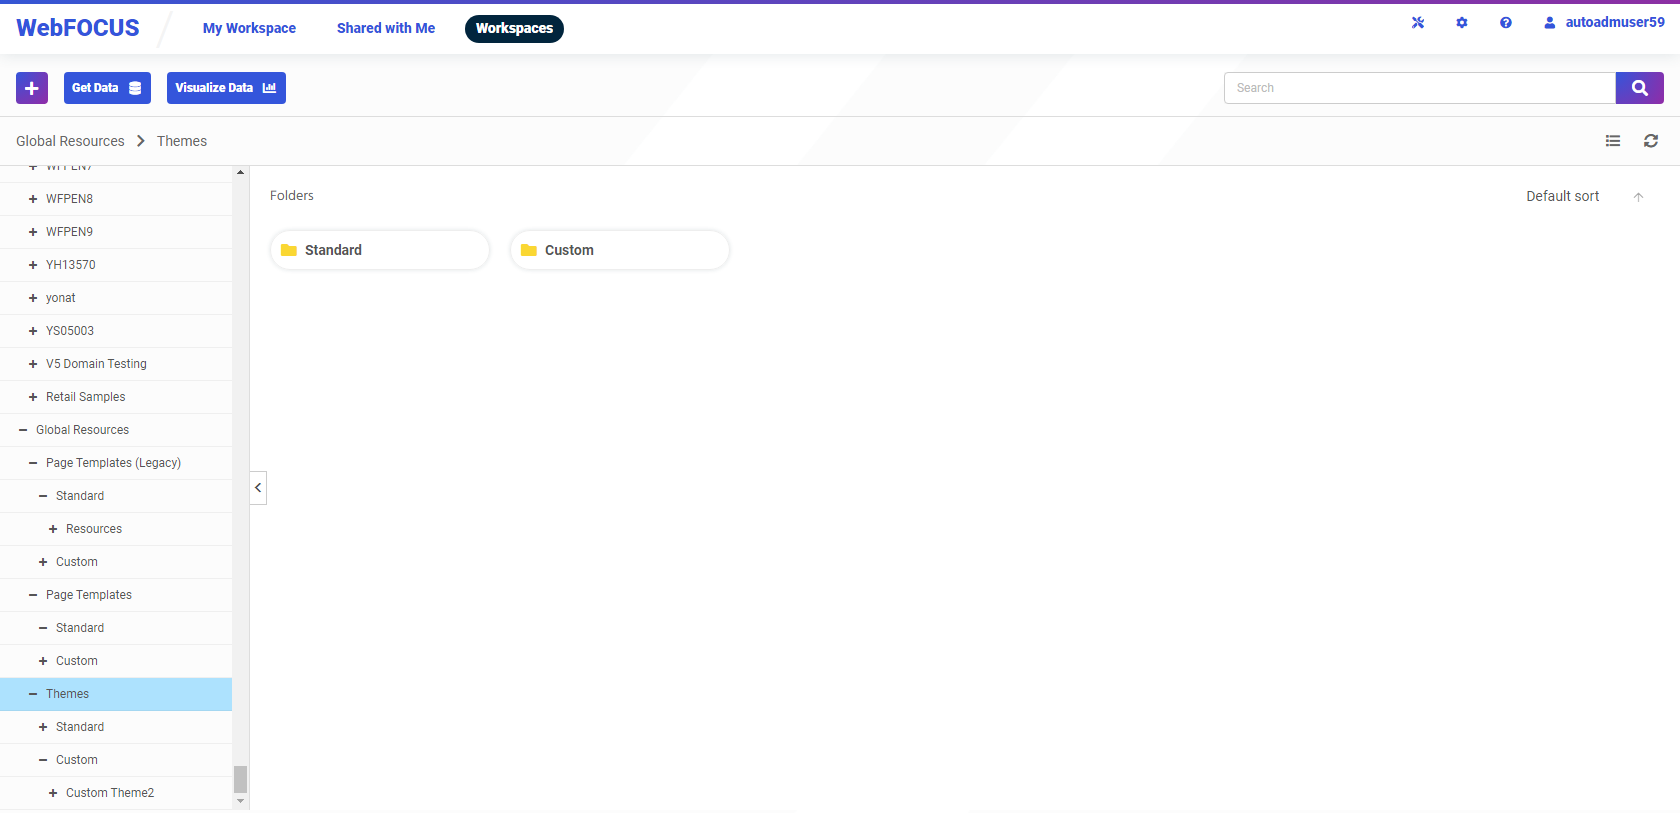 WebFOCUS
My Workspace
Shared with Me
Workspaces
autoadmuser59
Get Data
Visualize Data
Search
Global Resources
Themes
WFPEN7
WFPEN8
WFPEN9
YH13570
yonat
YS05003
V5 Domain Testing
Retail Samples
Global Resources
Page Templates (Legacy)
Standard
Resources
Custom
Page Templates
Standard
Custom
Themes
Standard
Custom
Custom Theme2
Folders
Default sort
Standard
Custom